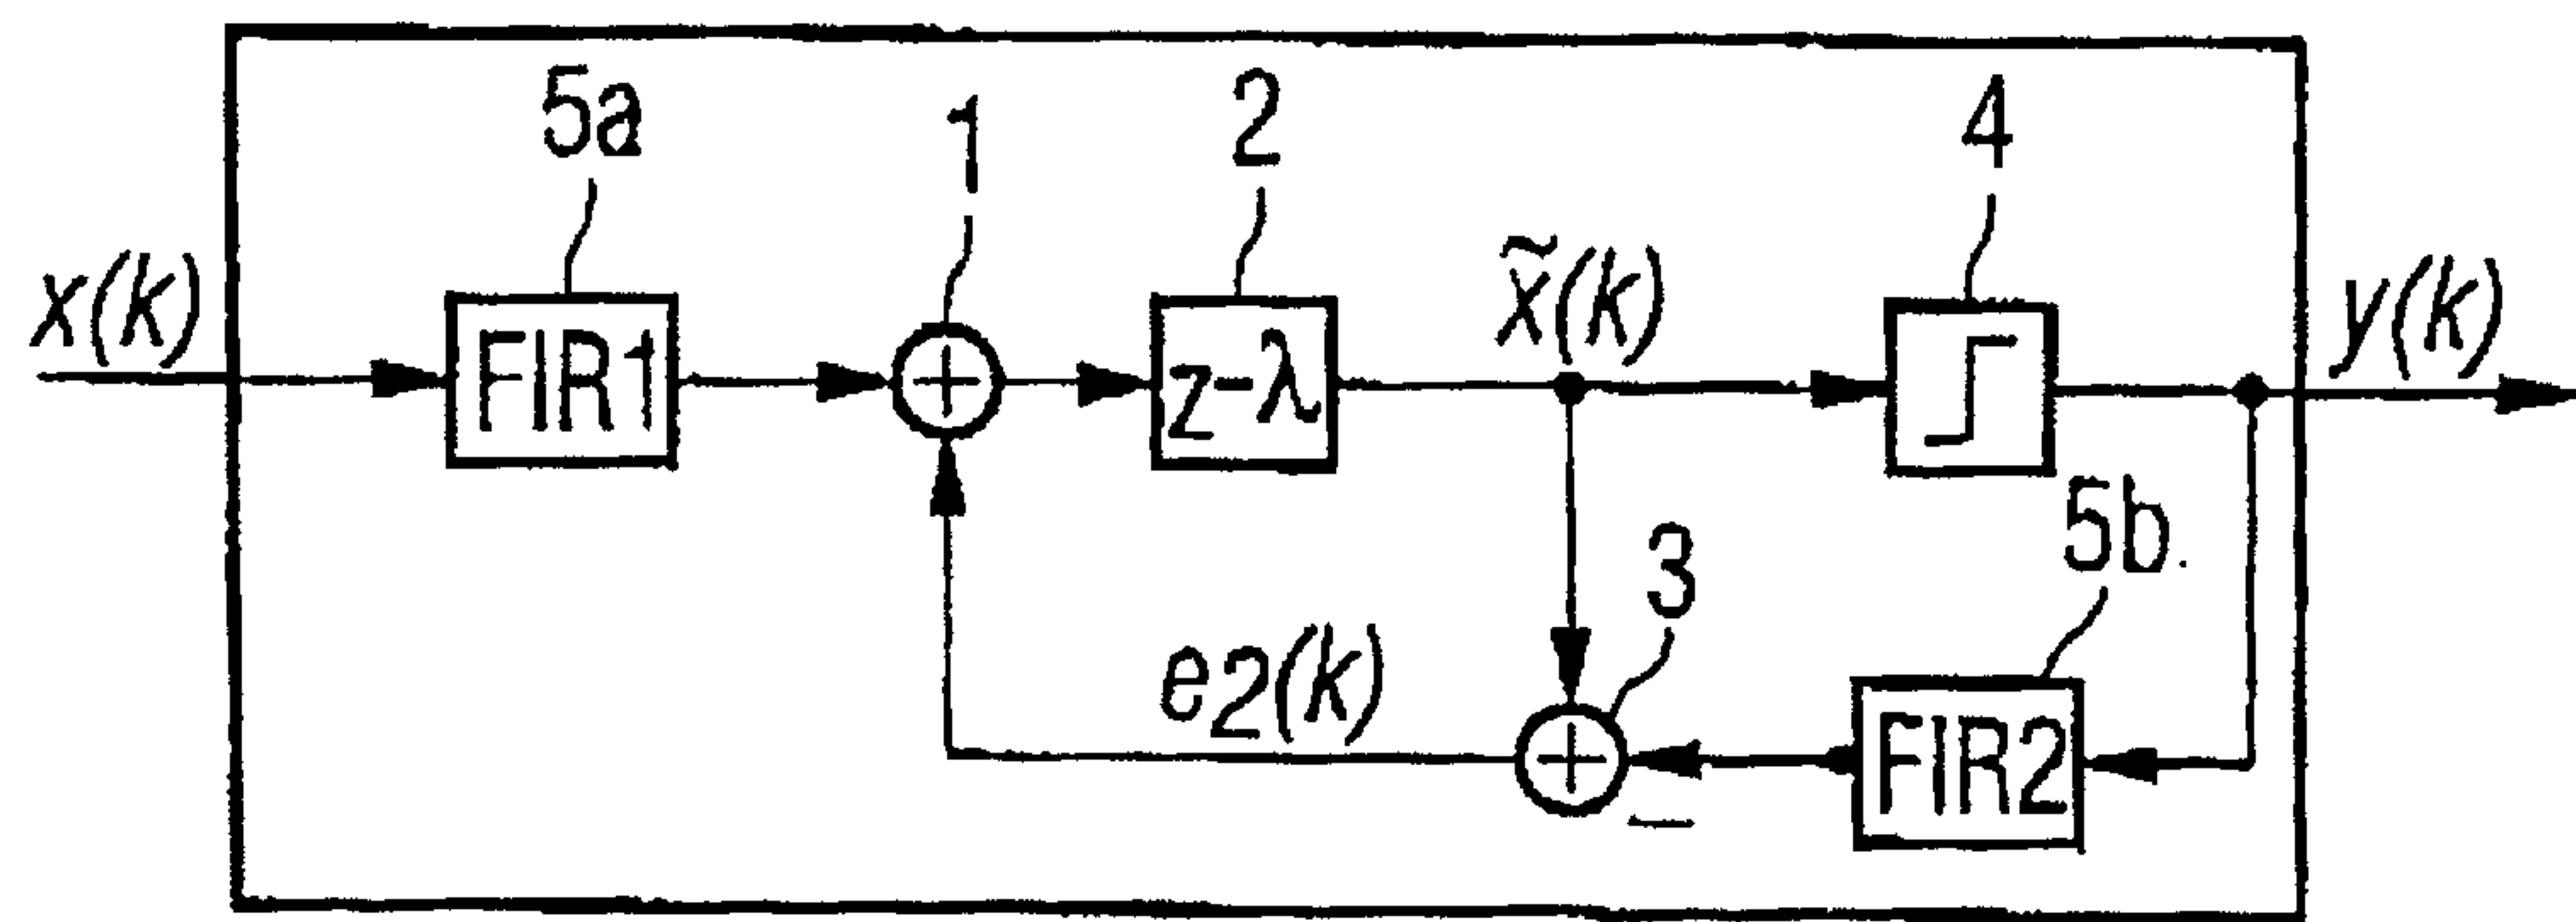 5a
1
2
4
x(k)
FIR1
z-λ
x̃(k)
y(k)
3
5b.
e2(k)
FIR2